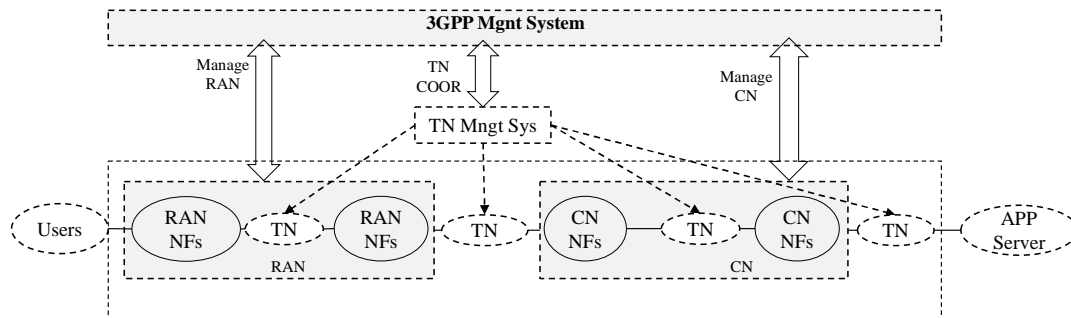 3GPP Mgnt System
Manage
RAN
TN
COOR
Manage
CN
TN Mngt Sys
Users
RAN
NFs
TN
RAN
NFs
TN
CN
NFs
TN
CN
NFs
TN
APP
Server
RAN
CN